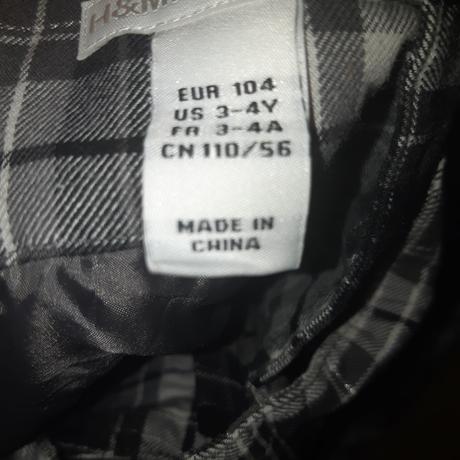 H&M
EUR 104
US 3-4Y
FR 3-4A
CN 110/56
MADE IN
CHINA